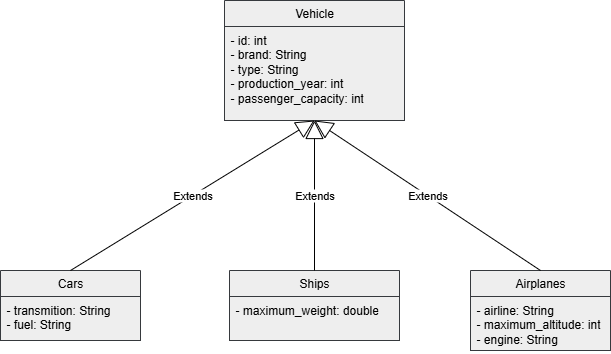 Vehicle
- id: int
- brand: String
- type: String
- production_year: int
- passenger_capacity: int
Extends
Extends
Extends
Cars
- transmition: String
- fuel: String
Ships
- maximum_weight: double
Airplanes
- airline: String
- maximum_altitude: int
- engine: String